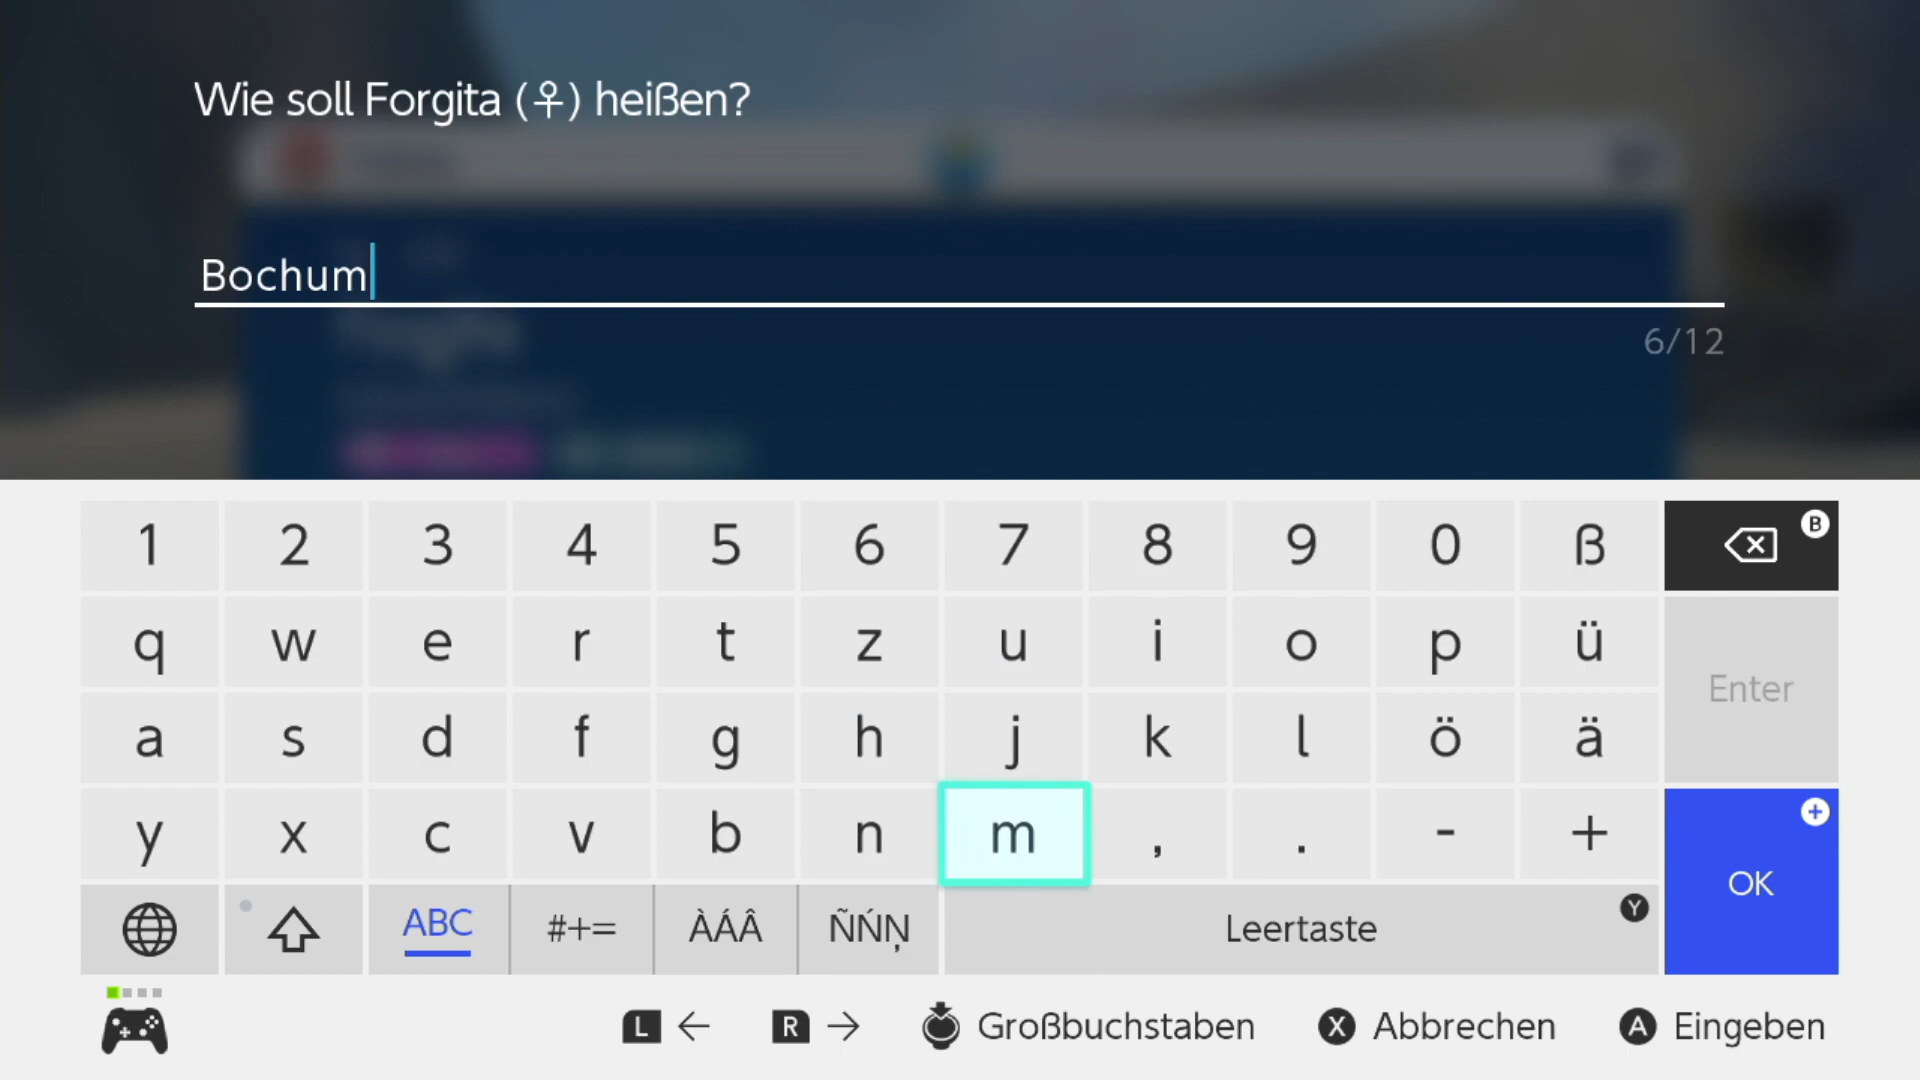 Wie soll Forgita (♀) heißen?
Bochum
6/12
1 2 3 4 5 6 7 8 9 0 ß B
q w e r t z u i o p ü Enter
a s d f g h j k l ö ä
y x c v b n m , . - + + OK
ABC #+= ÀÁÂ ÑŃŅ Leertaste Y
L ← R → Großbuchstaben X Abbrechen A Eingeben